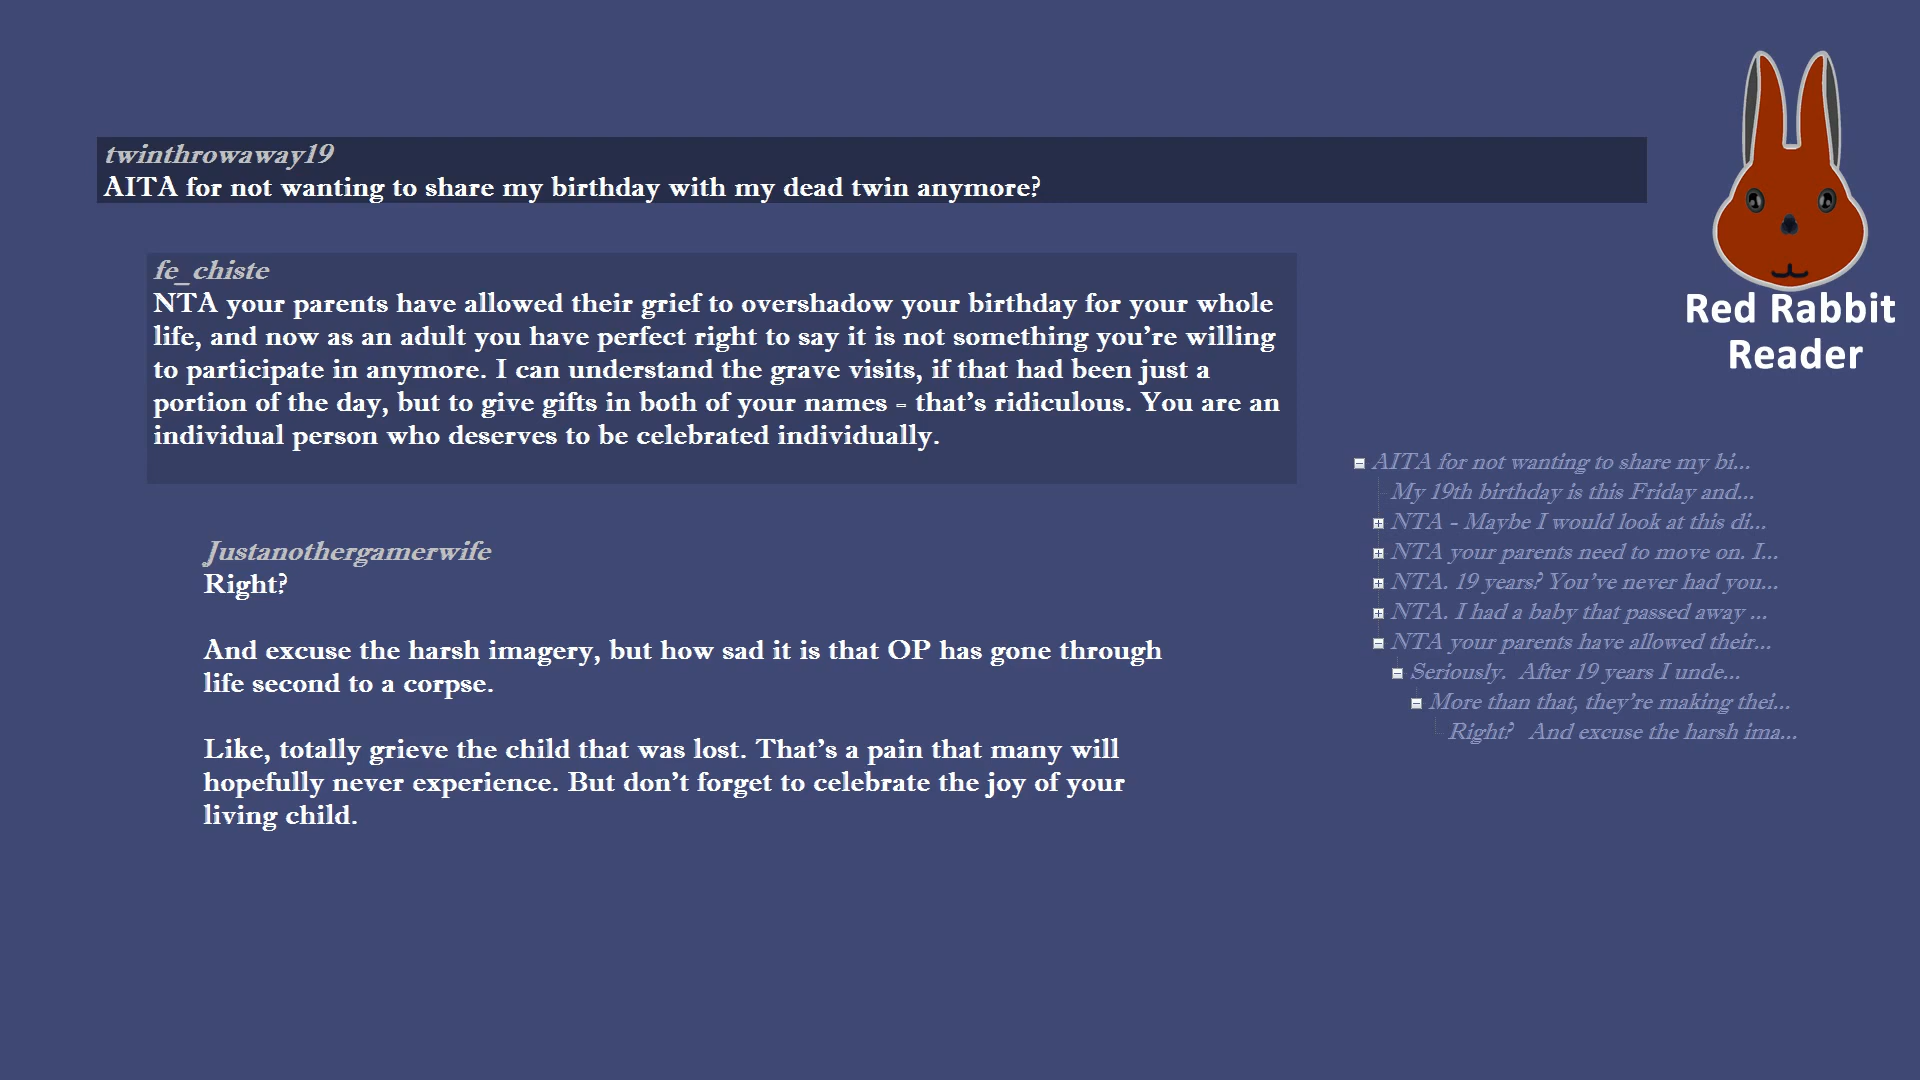 twinthrowaway19
AITA for not wanting to share my birthday with my dead twin anymore?
fe_chiste
NTA your parents have allowed their grief to overshadow your birthday for your whole
life, and now as an adult you have perfect right to say it is not something you're willing
to participate in anymore. I can understand the grave visits, if that had been just a
portion of the day, but to give gifts in both of your names - that's ridiculous. You are an
individual person who deserves to be celebrated individually.
Justanothergamerwife
Right?
And excuse the harsh imagery, but how sad it is that OP has gone through
life second to a corpse.
Like, totally grieve the child that was lost. That's a pain that many will
hopefully never experience. But don't forget to celebrate the joy of your
living child.
Red Rabbit
Reader
AITA for not wanting to share my bi...
My 19th birthday is this Friday and...
NTA - Maybe I would look at this di...
NTA your parents need to move on. I...
NTA. 19 years? You've never had you...
NTA. I had a baby that passed away ...
NTA your parents have allowed their...
Seriously.  After 19 years I unde...
More than that, they're making thei...
Right?   And excuse the harsh ima...